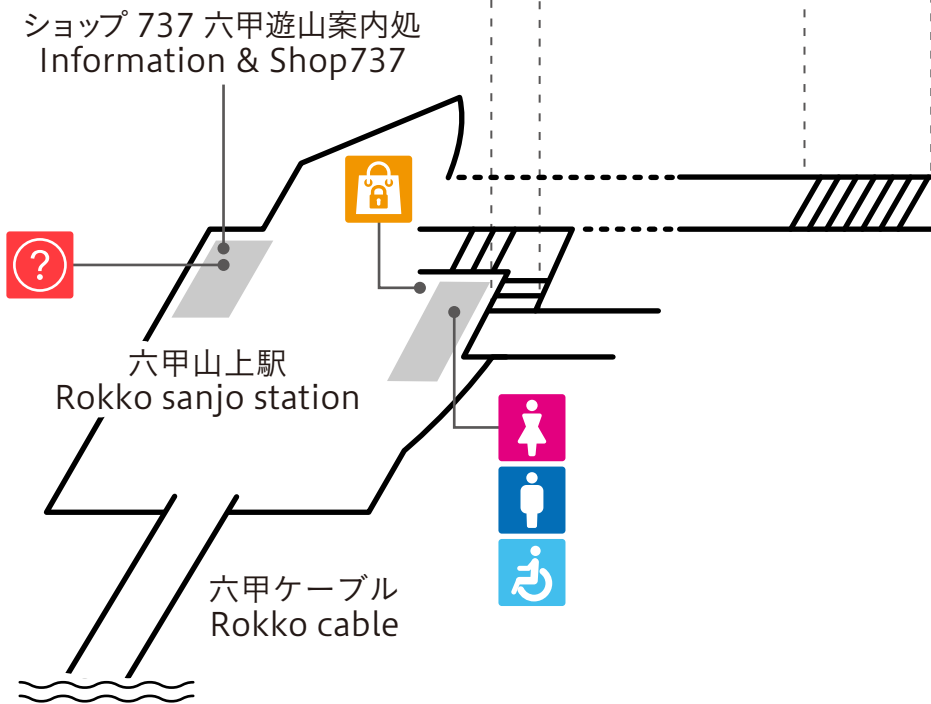 ショップ 737 六甲遊山案内処
Information & Shop737
?
六甲山上駅
Rokko sanjo station
六甲ケーブル
Rokko cable